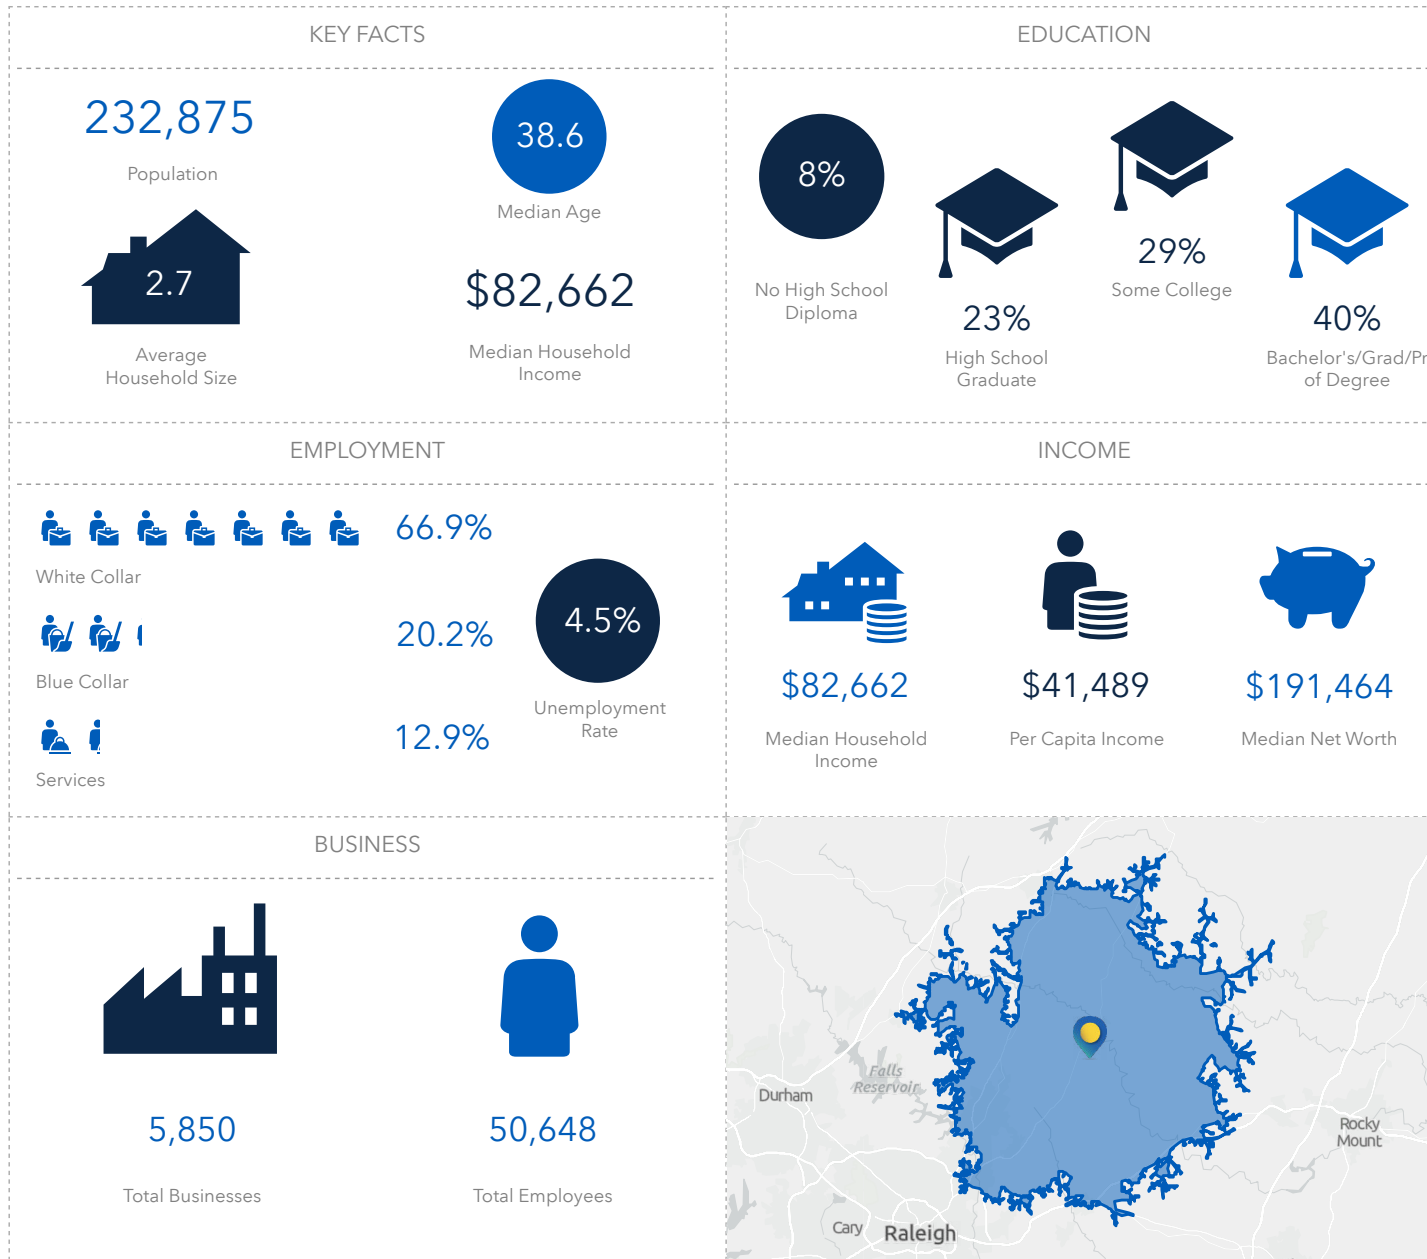 KEY FACTS
232,875
Population
38.6
Median Age
2.7
Average
Household Size
$82,662
Median Household
Income
EDUCATION
8%
No High School
Diploma
23%
High School
Graduate
29%
Some College
40%
Bachelor's/Grad/Pr
of Degree
EMPLOYMENT
66.9%
White Collar
20.2%
Blue Collar
12.9%
Services
4.5%
Unemployment
Rate
INCOME
$82,662
Median Household
Income
$41,489
Per Capita Income
$191,464
Median Net Worth
BUSINESS
5,850
Total Businesses
50,648
Total Employees
Falls
Reservoir
Durham
Rocky
Mount
Cary
Raleigh